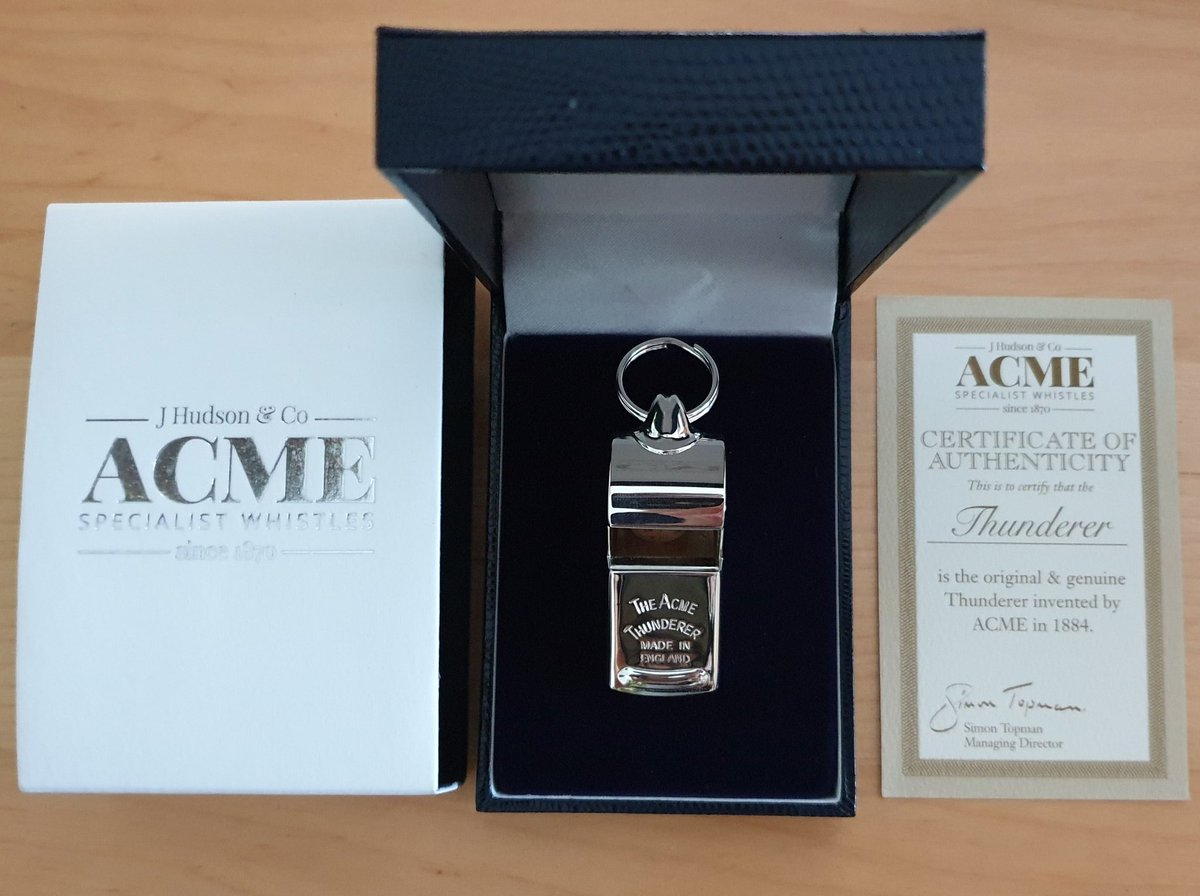 J Hudson & Co
ACME
SPECIALIST WHISTLES
since 1870
THE ACME
THUNDERER
MADE IN
ENGLAND
J Hudson & Co
ACME
SPECIALIST WHISTLES
since 1870
CERTIFICATE OF
AUTHENTICITY
This is to certify that the
Thunderer
is the original & genuine
Thunderer invented by
ACME in 1884.
Simon Topman
Simon Topman
Managing Director